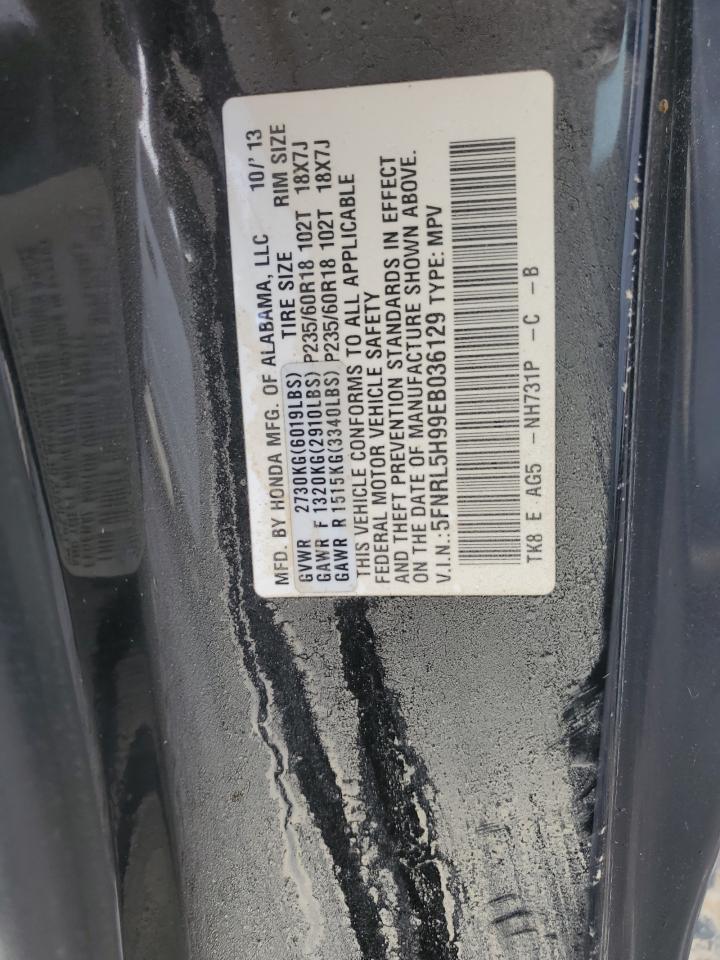 MFD. BY HONDA MFG. OF ALABAMA, LLC 10/' 13
TIRE SIZE RIM SIZE
GVWR 2730KG(6019LBS)
GAWR F 1320KG(2910LBS) P235/60R18 102T 18X7J
GAWR R 1515KG(3340LBS) P235/60R18 102T 18X7J
THIS VEHICLE CONFORMS TO ALL APPLICABLE
FEDERAL MOTOR VEHICLE SAFETY
AND THEFT PREVENTION STANDARDS IN EFFECT
ON THE DATE OF MANUFACTURE SHOWN ABOVE.
V.I.N.:5FNRL5H99EB036129 TYPE: MPV
TK8 E AG5 -NH731P -C -B